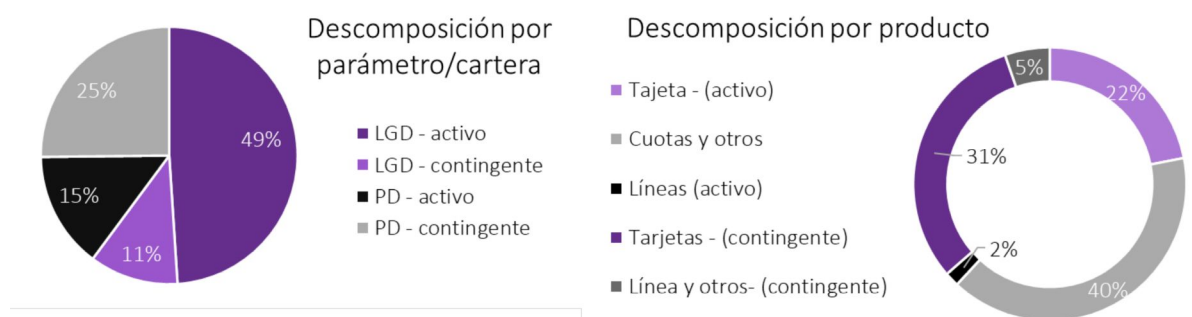 Descomposición por
parámetro/cartera
25%
49%
15%
11%
LGD - activo
LGD - contingente
PD - activo
PD - contingente
Descomposición por producto
Tajeta - (activo)
Cuotas y otros
Líneas (activo)
Tarjetas - (contingente)
Línea y otros- (contingente)
5%
22%
31%
2%
40%